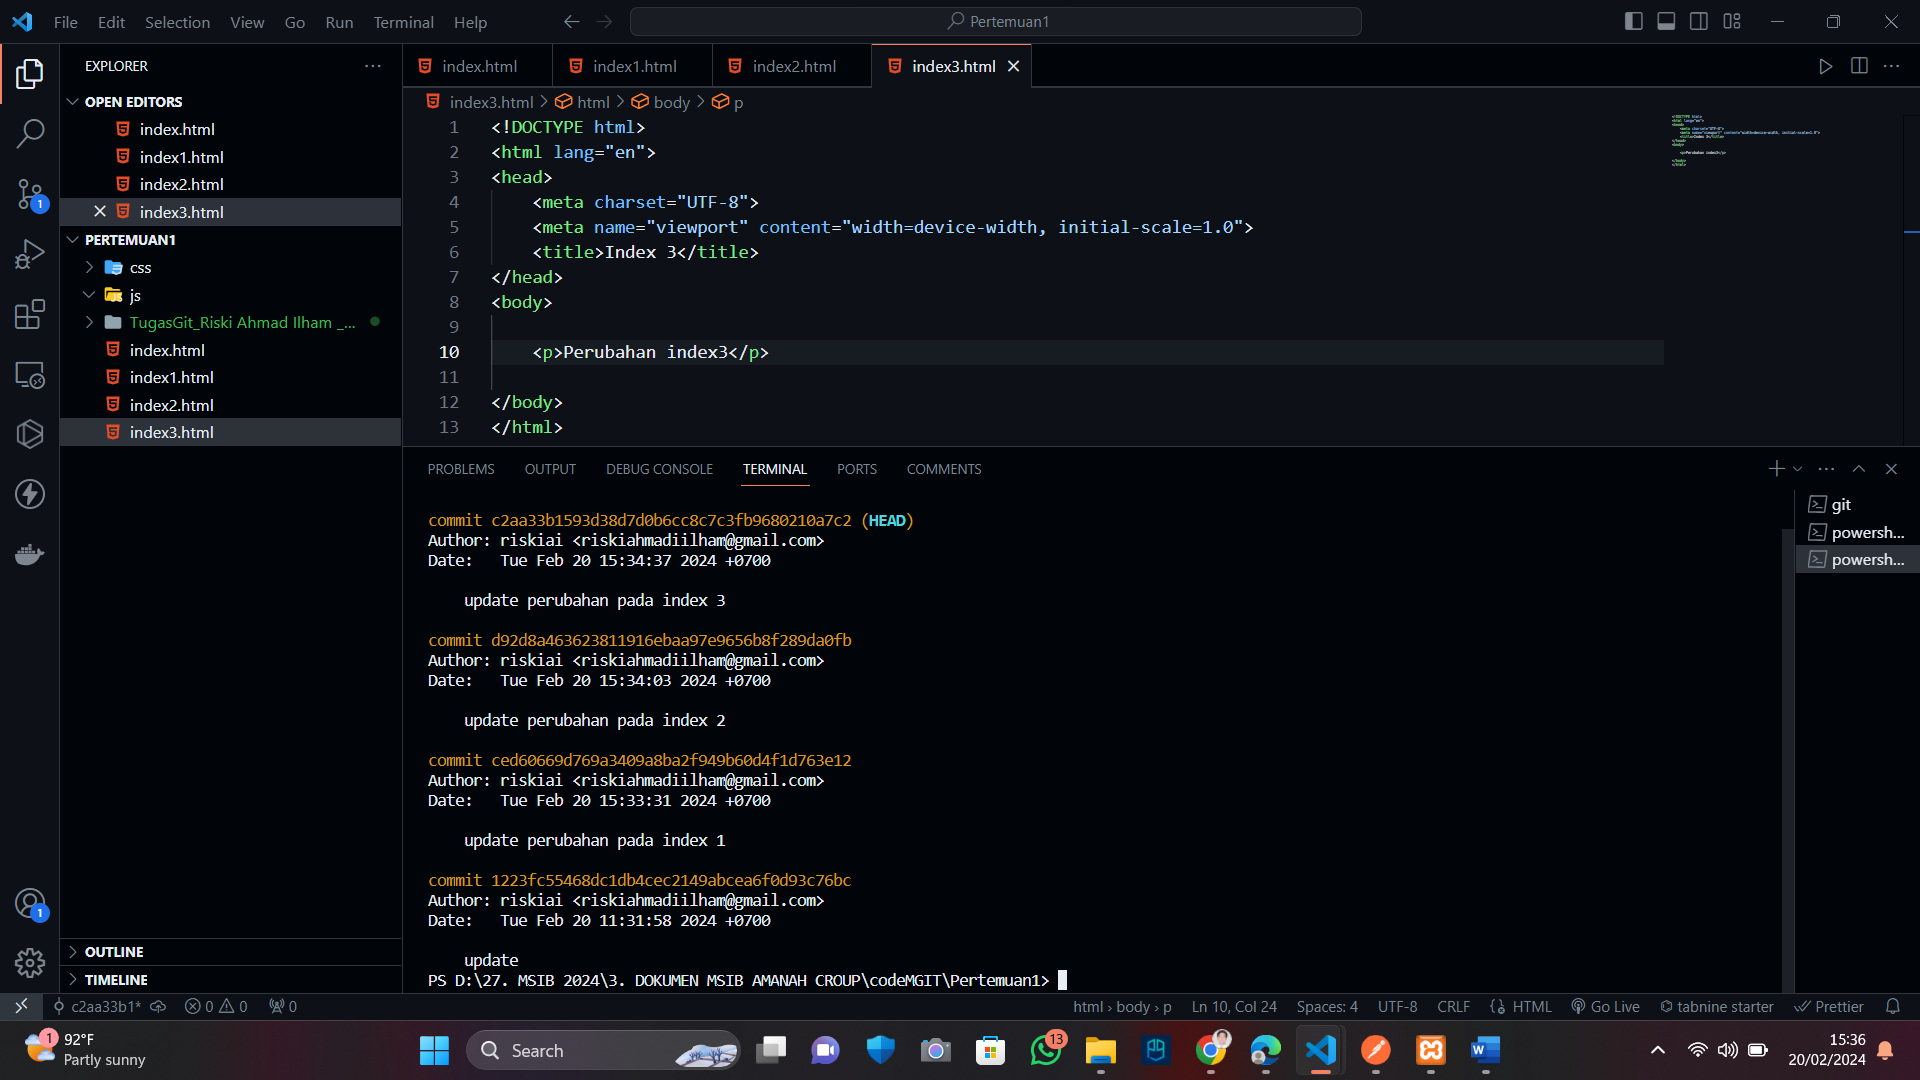 File Edit Selection View Go Run Terminal Help
Pertemuan1
EXPLORER
OPEN EDITORS
index.html
index1.html
index2.html
index3.html
PERTEMUAN1
css
js
TugasGit_Riski Ahmad Ilham _...
index.html
index1.html
index2.html
index3.html
OUTLINE
TIMELINE
1
1
index.html index1.html index2.html index3.html
index3.html > html > body > p
1 <!DOCTYPE html>
2 <html lang="en">
3 <head>
4 <meta charset="UTF-8">
5 <meta name="viewport" content="width=device-width, initial-scale=1.0">
6 <title>Index 3</title>
7 </head>
8 <body>
9
10 <p>Perubahan index3</p>
11
12 </body>
13 </html>
PROBLEMS OUTPUT DEBUG CONSOLE TERMINAL PORTS COMMENTS
git
powersh...
powersh...
commit c2aa33b1593d38d7d0b6cc8c7c3fb9680210a7c2 (HEAD)
Author: riskiai <riskiahmadiilham@gmail.com>
Date: Tue Feb 20 15:34:37 2024 +0700
update perubahan pada index 3
commit d92d8a463623811916ebaa97e9656b8f289da0fb
Author: riskiai <riskiahmadiilham@gmail.com>
Date: Tue Feb 20 15:34:03 2024 +0700
update perubahan pada index 2
commit ced60669d769a3409a8ba2f949b60d4f1d763e12
Author: riskiai <riskiahmadiilham@gmail.com>
Date: Tue Feb 20 15:33:31 2024 +0700
update perubahan pada index 1
commit 1223fc55468dc1db4cec2149abcea6f0d93c76bc
Author: riskiai <riskiahmadiilham@gmail.com>
Date: Tue Feb 20 11:31:58 2024 +0700
update
PS D:\27. MSIB 2024\3. DOKUMEN MSIB AMANAH CROUP\codeMGIT\Pertemuan1>
c2aa33b1* 0 0 0 html > body > p Ln 10, Col 24 Spaces: 4 UTF-8 CRLF HTML Go Live tabnine starter Prettier
1
92°F
Partly sunny
Search
13
15:36
20/02/2024